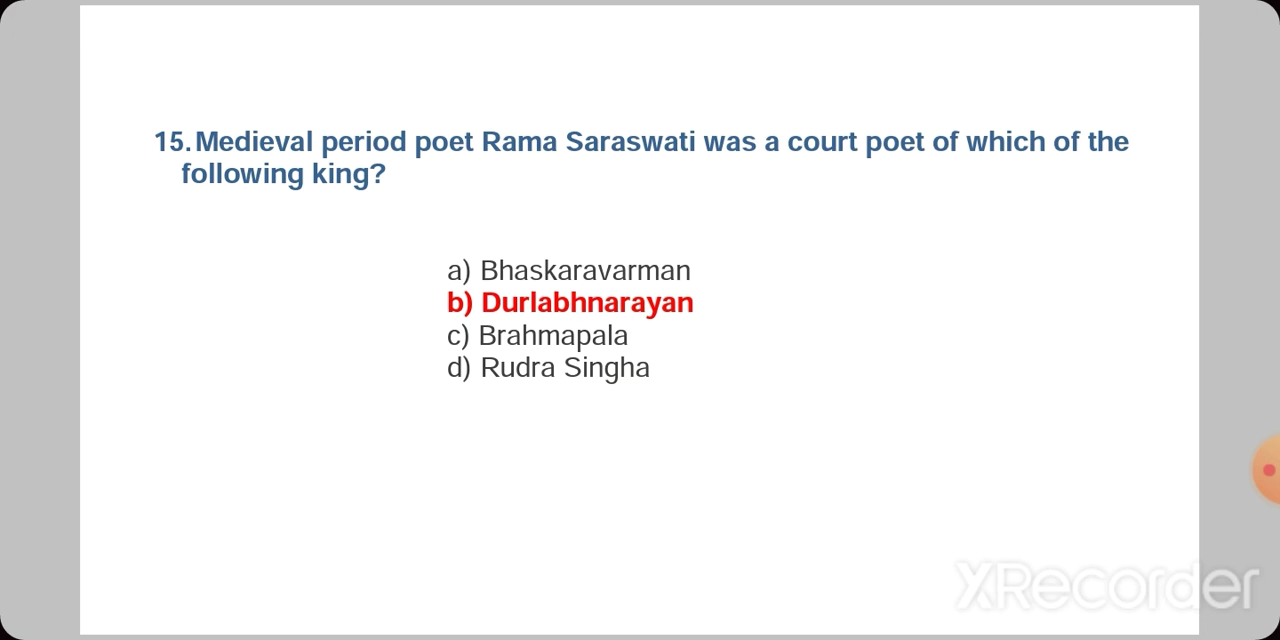 15. Medieval period poet Rama Saraswati was a court poet of which of the
following king?
a) Bhaskaravarman
b) Durlabhnarayan
c) Brahmapala
d) Rudra Singha
XRecorder